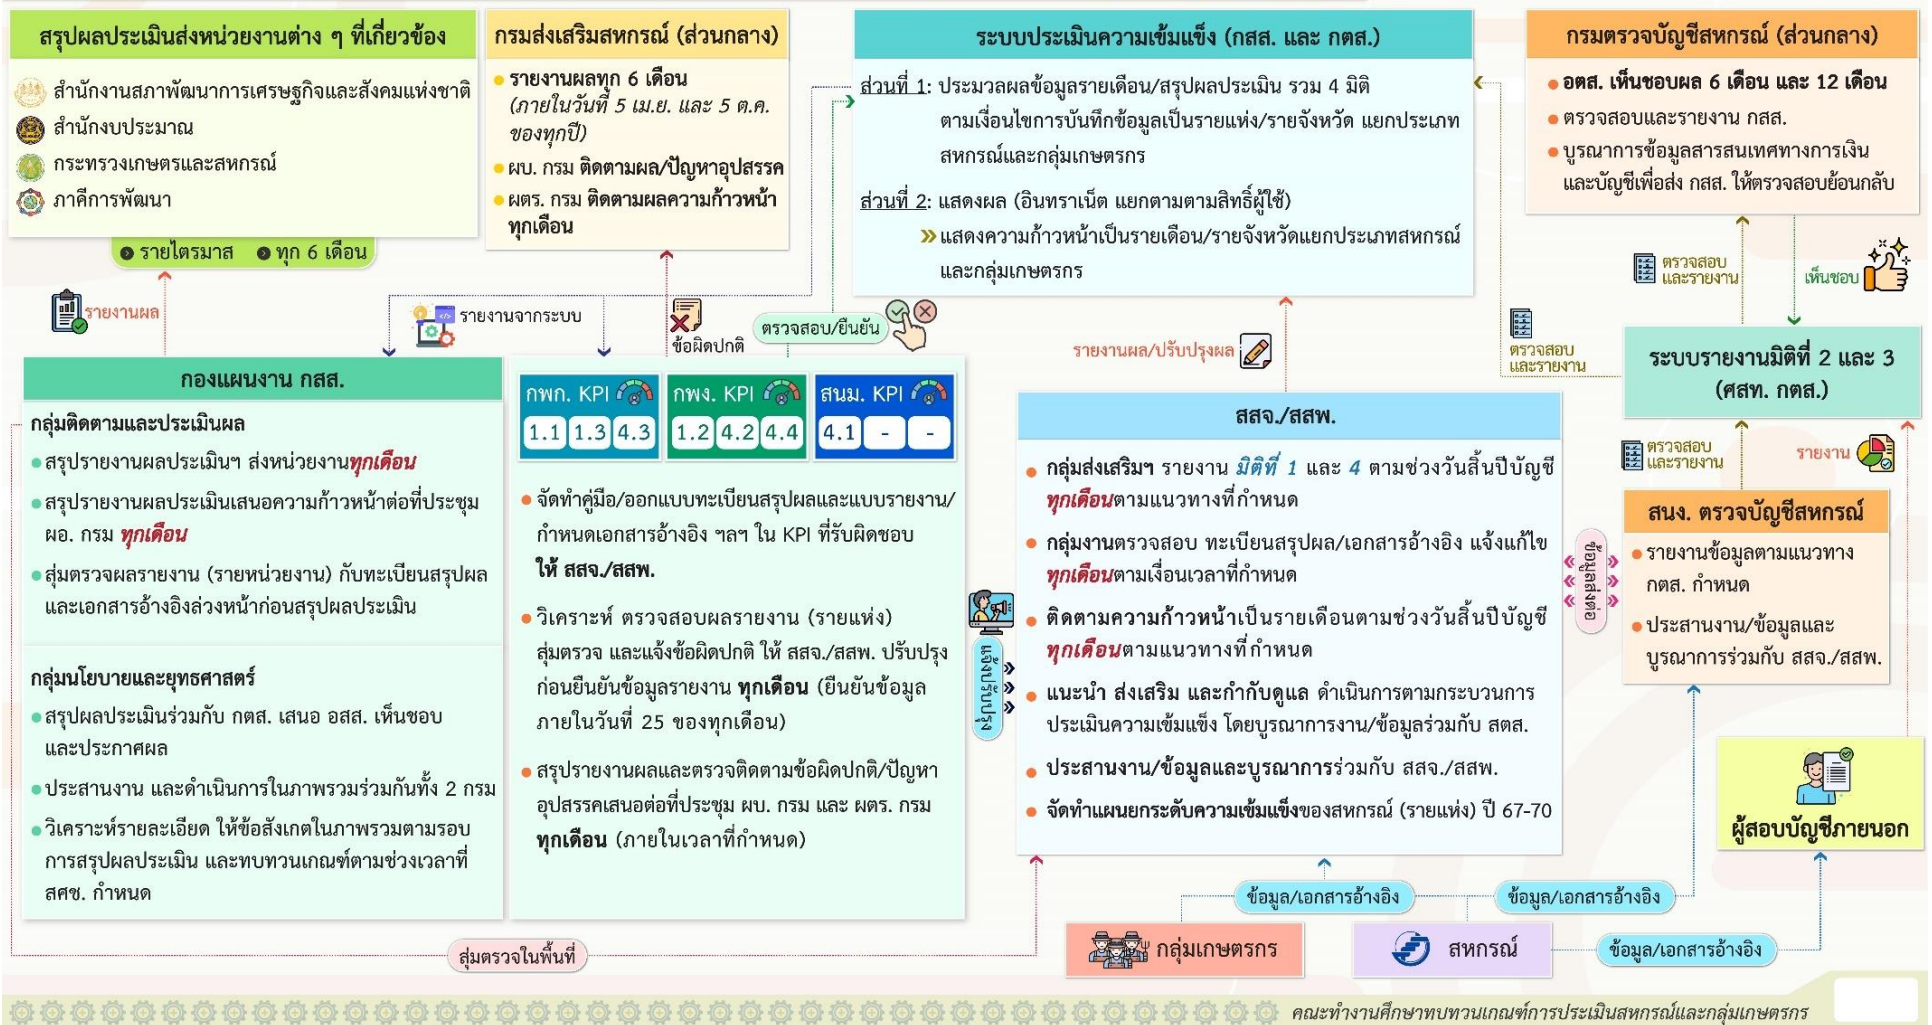 สรุปผลประเมินส่งหน่วยงานต่าง ๆ ที่เกี่ยวข้อง
สำนักงานสภาพัฒนาการเศรษฐกิจและสังคมแห่งชาติ
สำนักงบประมาณ
กระทรวงเกษตรและสหกรณ์
ภาคีการพัฒนา
รายไตรมาส ทุก 6 เดือน
รายงานผล
กรมส่งเสริมสหกรณ์ (ส่วนกลาง)
รายงานผลทุก 6 เดือน
(ภายในวันที่ 5 เม.ย. และ 5 ต.ค.
ของทุกปี)
ผบ. กรม ติดตามผล/ปัญหาอุปสรรค
ผตร. กรม ติดตามผลความก้าวหน้า
ทุกเดือน
ระบบประเมินความเข้มแข็ง (กสส. และ กตส.)
ส่วนที่ 1: ประมวลผลข้อมูลรายเดือน/สรุปผลประเมิน รวม 4 มิติ
ตามเงื่อนไขการบันทึกข้อมูลเป็นรายแห่ง/รายจังหวัด แยกประเภท
สหกรณ์และกลุ่มเกษตรกร
ส่วนที่ 2: แสดงผล (อินทราเน็ต แยกตามตามสิทธิ์ผู้ใช้)
แสดงความก้าวหน้าเป็นรายเดือน/รายจังหวัดแยกประเภทสหกรณ์
และกลุ่มเกษตรกร
กรมตรวจบัญชีสหกรณ์ (ส่วนกลาง)
อตส. เห็นชอบผล 6 เดือน และ 12 เดือน
ตรวจสอบและรายงาน กสส.
บูรณาการข้อมูลสารสนเทศทางการเงิน
และบัญชีเพื่อส่ง กสส. ให้ตรวจสอบย้อนกลับ
ตรวจสอบ
และรายงาน
เห็นชอบ
รายงานจากระบบ
ข้อผิดปกติ
ตรวจสอบ/ยืนยัน
รายงานผล/ปรับปรุงผล
ตรวจสอบ
และรายงาน
ระบบรายงานมิติที่ 2 และ 3
(ศสท. กตส.)
ตรวจสอบ
และรายงาน
รายงาน
กองแผนงาน กสส.
กลุ่มติดตามและประเมินผล
สรุปรายงานผลประเมินฯ ส่งหน่วยงานทุกเดือน
สรุปรายงานผลประเมินเสนอความก้าวหน้าต่อที่ประชุม
ผอ. กรม ทุกเดือน
สุ่มตรวจผลรายงาน (รายหน่วยงาน) กับทะเบียนสรุปผล
และเอกสารอ้างอิงล่วงหน้าก่อนสรุปผลประเมิน
กลุ่มนโยบายและยุทธศาสตร์
สรุปผลประเมินร่วมกับ กตส. เสนอ อสส. เห็นชอบ
และประกาศผล
ประสานงาน และดำเนินการในภาพรวมร่วมกันทั้ง 2 กรม
วิเคราะห์รายละเอียด ให้ข้อสังเกตในภาพรวมตามรอบ
การสรุปผลประเมิน และทบทวนเกณฑ์ตามช่วงเวลาที่
สศช. กำหนด
กพก. KPI
1.1 1.3 4.3
กพง. KPI
1.2 4.2 4.4
สนม. KPI
4.1 - -
จัดทำคู่มือ/ออกแบบทะเบียนสรุปผลและแบบรายงาน/
กำหนดเอกสารอ้างอิง ฯลฯ ใน KPI ที่รับผิดชอบ
ให้ สสจ./สสพ.
วิเคราะห์ ตรวจสอบผลรายงาน (รายแห่ง)
สุ่มตรวจ และแจ้งข้อผิดปกติ ให้ สสจ./สสพ. ปรับปรุง
ก่อนยืนยันข้อมูลรายงาน ทุกเดือน (ยืนยันข้อมูล
ภายในวันที่ 25 ของทุกเดือน)
สรุปรายงานผลและตรวจติดตามข้อผิดปกติ/ปัญหา
อุปสรรคเสนอต่อที่ประชุม ผบ. กรม และ ผตร. กรม
ทุกเดือน (ภายในเวลาที่กำหนด)
แจ้งปรับปรุง
สสจ./สสพ.
กลุ่มส่งเสริมฯ รายงาน มิติที่ 1 และ 4 ตามช่วงวันสิ้นปีบัญชี
ทุกเดือนตามแนวทางที่กำหนด
กลุ่มงานตรวจสอบ ทะเบียนสรุปผล/เอกสารอ้างอิง แจ้งแก้ไข
ทุกเดือนตามเงื่อนเวลาที่กำหนด
ติดตามความก้าวหน้าเป็นรายเดือนตามช่วงวันสิ้นปีบัญชี
ทุกเดือนตามแนวทางที่กำหนด
แนะนำ ส่งเสริม และกำกับดูแล ดำเนินการตามกระบวนการ
ประเมินความเข้มแข็ง โดยบูรณาการงาน/ข้อมูลร่วมกับ สตส.
ประสานงาน/ข้อมูลและบูรณาการร่วมกับ สสจ./สสพ.
จัดทำแผนยกระดับความเข้มแข็งของสหกรณ์ (รายแห่ง) ปี 67-70
ข้อมูลส่งต่อ
สนง. ตรวจบัญชีสหกรณ์
รายงานข้อมูลตามแนวทาง
กตส. กำหนด
ประสานงาน/ข้อมูลและ
บูรณาการร่วมกับ สสจ./สสพ.
ผู้สอบบัญชีภายนอก
ข้อมูล/เอกสารอ้างอิง
ข้อมูล/เอกสารอ้างอิง
สุ่มตรวจในพื้นที่
กลุ่มเกษตรกร
สหกรณ์
ข้อมูล/เอกสารอ้างอิง
คณะทำงานศึกษาทบทวนเกณฑ์การประเมินสหกรณ์และกลุ่มเกษตรกร